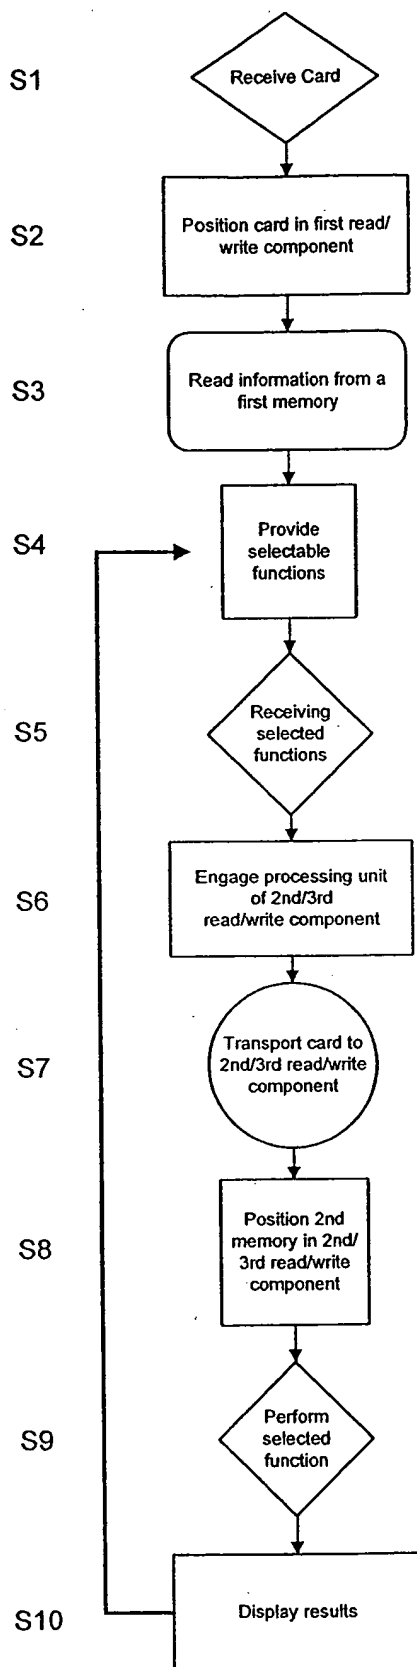 S1
Receive Card
S2
Position card in first read/
write component
S3
Read information from a
first memory
S4
Provide
selectable
functions
S5
Receiving
selected
functions
S6
Engage processing unit
of 2nd/3rd
read/write component
S7
Transport card to
2nd/3rd read/write
component
S8
Position 2nd
memory in 2nd/
3rd read/write
component
S9
Perform
selected
function
S10
Display results